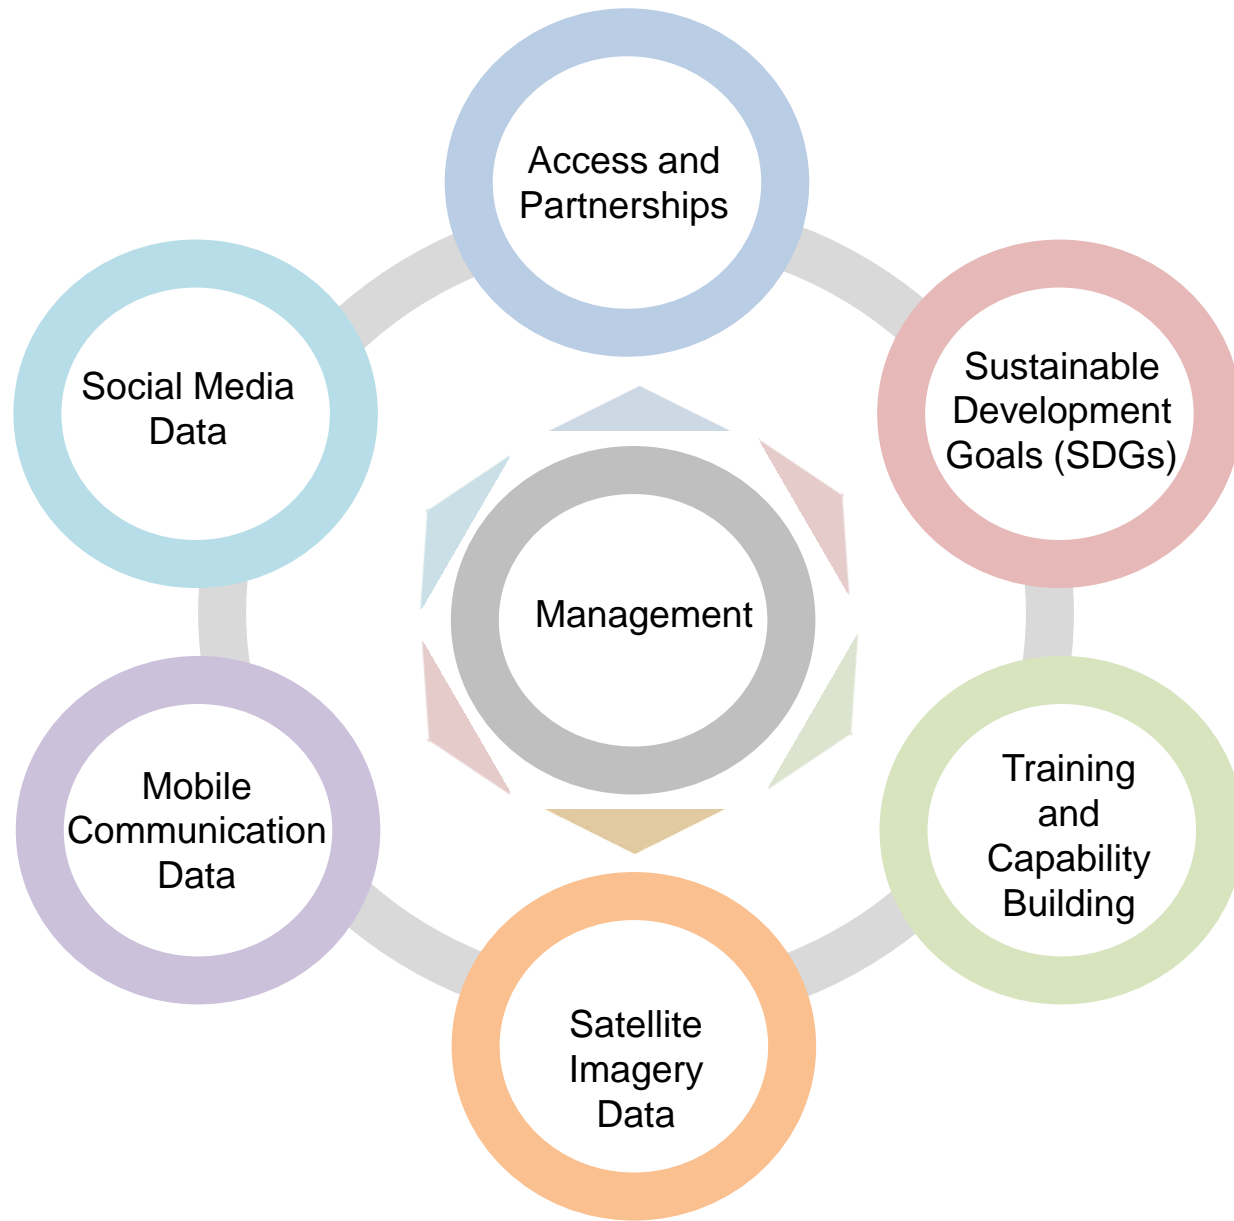 Access and
Partnerships
Sustainable
Development
Goals (SDGs)
Training
and
Capability
Building
Satellite
Imagery
Data
Mobile
Communication
Data
Social Media
Data
Management